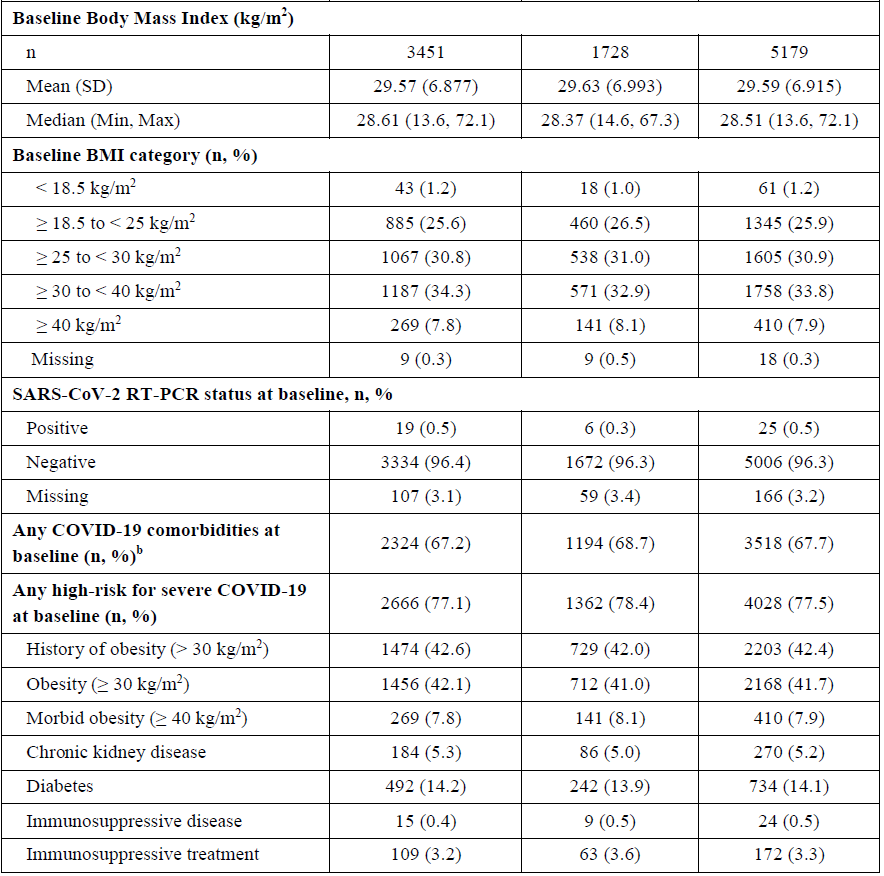 Baseline Body Mass Index (kg/m2)
n 3451 1728 5179
Mean (SD) 29.57 (6.877) 29.63 (6.993) 29.59 (6.915)
Median (Min, Max) 28.61 (13.6, 72.1) 28.37 (14.6, 67.3) 28.51 (13.6, 72.1)
Baseline BMI category (n, %)
< 18.5 kg/m2 43 (1.2) 18 (1.0) 61 (1.2)
≥ 18.5 to < 25 kg/m2 885 (25.6) 460 (26.5) 1345 (25.9)
≥ 25 to < 30 kg/m2 1067 (30.8) 538 (31.0) 1605 (30.9)
≥ 30 to < 40 kg/m2 1187 (34.3) 571 (32.9) 1758 (33.8)
≥ 40 kg/m2 269 (7.8) 141 (8.1) 410 (7.9)
Missing 9 (0.3) 9 (0.5) 18 (0.3)
SARS-CoV-2 RT-PCR status at baseline, n, %
Positive 19 (0.5) 6 (0.3) 25 (0.5)
Negative 3334 (96.4) 1672 (96.3) 5006 (96.3)
Missing 107 (3.1) 59 (3.4) 166 (3.2)
Any COVID-19 comorbidities at
baseline (n, %)b 2324 (67.2) 1194 (68.7) 3518 (67.7)
Any high-risk for severe COVID-19
at baseline (n, %) 2666 (77.1) 1362 (78.4) 4028 (77.5)
History of obesity (> 30 kg/m2) 1474 (42.6) 729 (42.0) 2203 (42.4)
Obesity (≥ 30 kg/m2) 1456 (42.1) 712 (41.0) 2168 (41.7)
Morbid obesity (≥ 40 kg/m2) 269 (7.8) 141 (8.1) 410 (7.9)
Chronic kidney disease 184 (5.3) 86 (5.0) 270 (5.2)
Diabetes 492 (14.2) 242 (13.9) 734 (14.1)
Immunosuppressive disease 15 (0.4) 9 (0.5) 24 (0.5)
Immunosuppressive treatment 109 (3.2) 63 (3.6) 172 (3.3)